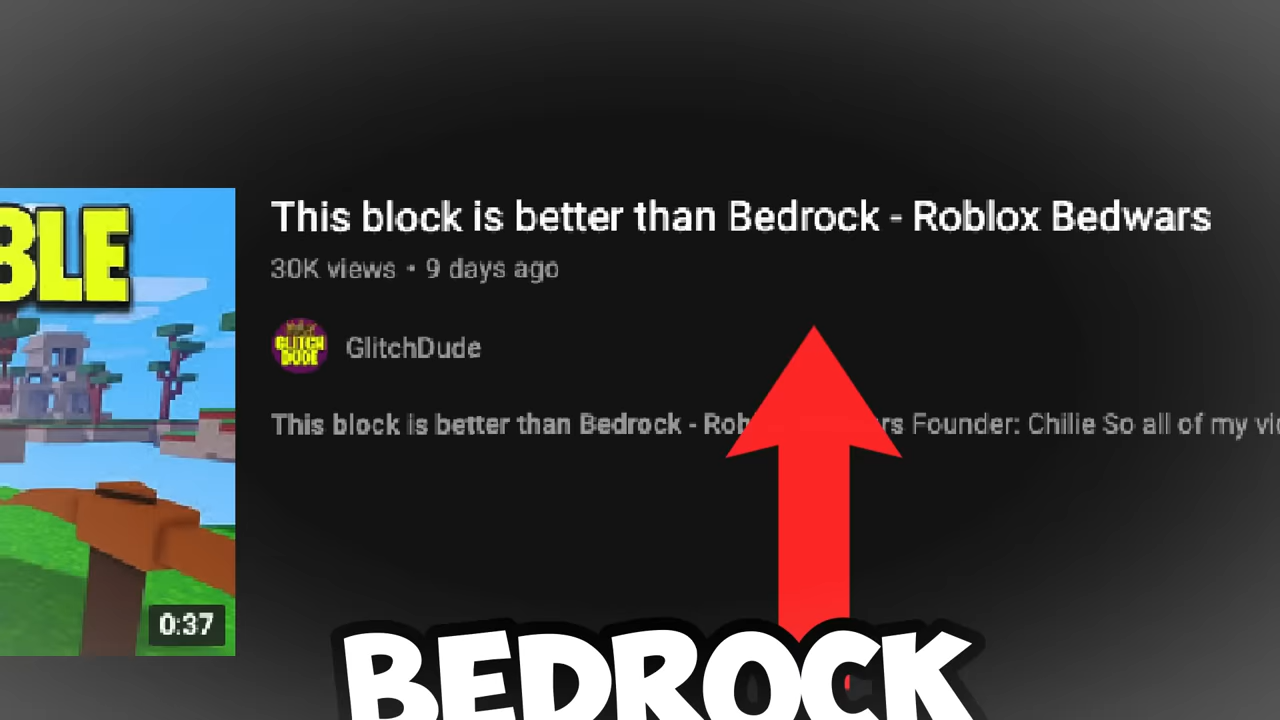 BLE
This block is better than Bedrock - Roblox Bedwars
30K views • 9 days ago
GLITCH
DUDE
GlitchDude
This block is better than Bedrock - Rob rs Founder: Chilie So all of my vi
0:37
BEDROCK